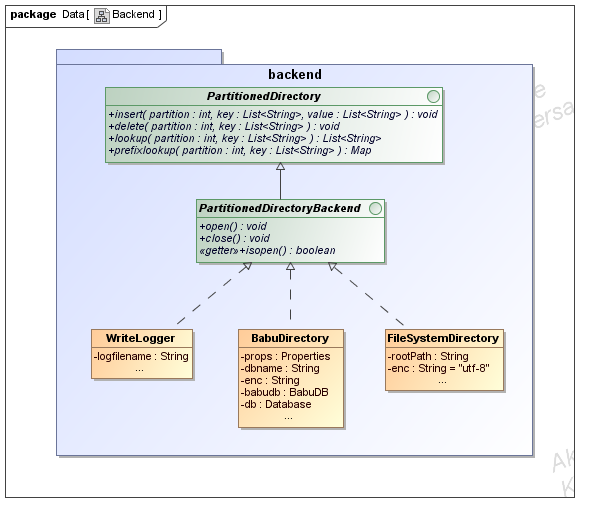 package Data [ Backend ]
backend
PartitionedDirectory
+insert( partition : int, key : List<String>, value : List<String> ) : void
+delete( partition : int, key : List<String> ) : void
+lookup( partition : int, key : List<String> ) : List<String>
+prefixlookup( partition : int, key : List<String> ) : Map
PartitionedDirectoryBackend
+open() : void
+close() : void
«getter»+isopen() : boolean
WriteLogger
-logfilename : String
...
BabuDirectory
-props : Properties
-dbname : String
-enc : String
-babudb : BabuDB
-db : Database
...
FileSystemDirectory
-rootPath : String
-enc : String = "utf-8"
...